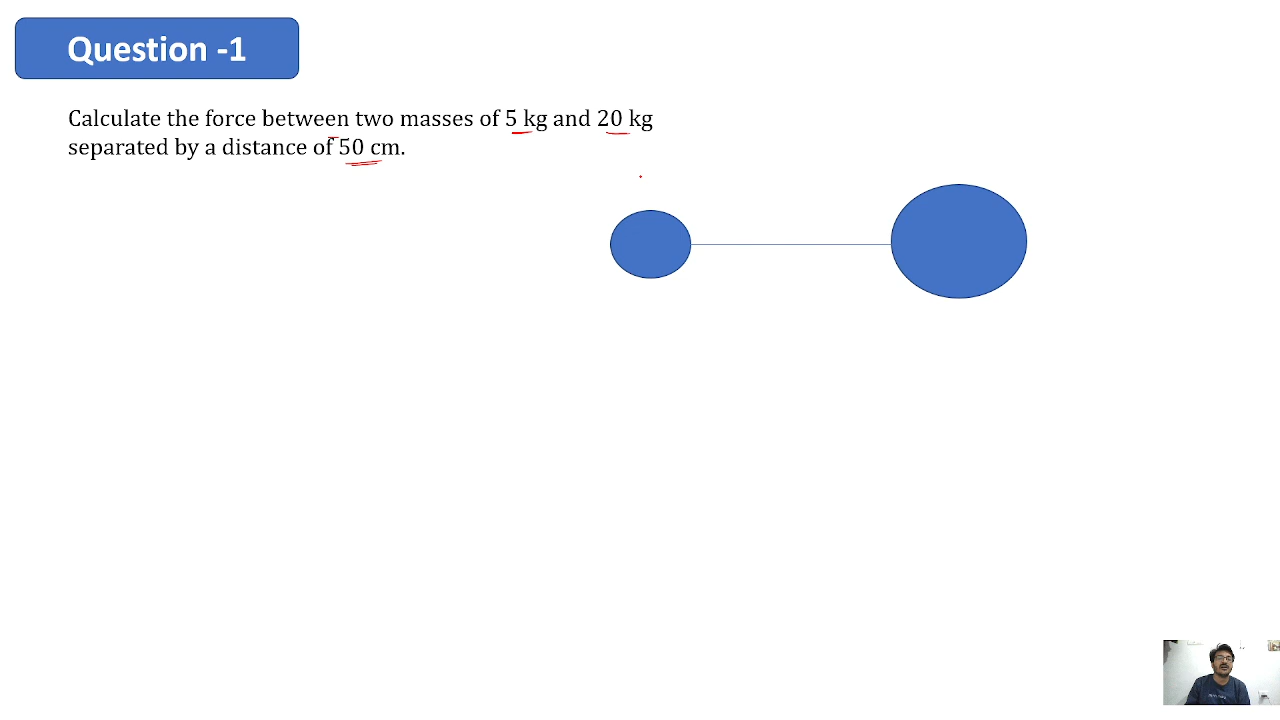 Question -1
Calculate the force between two masses of 5 kg and 20 kg
separated by a distance of 50 cm.